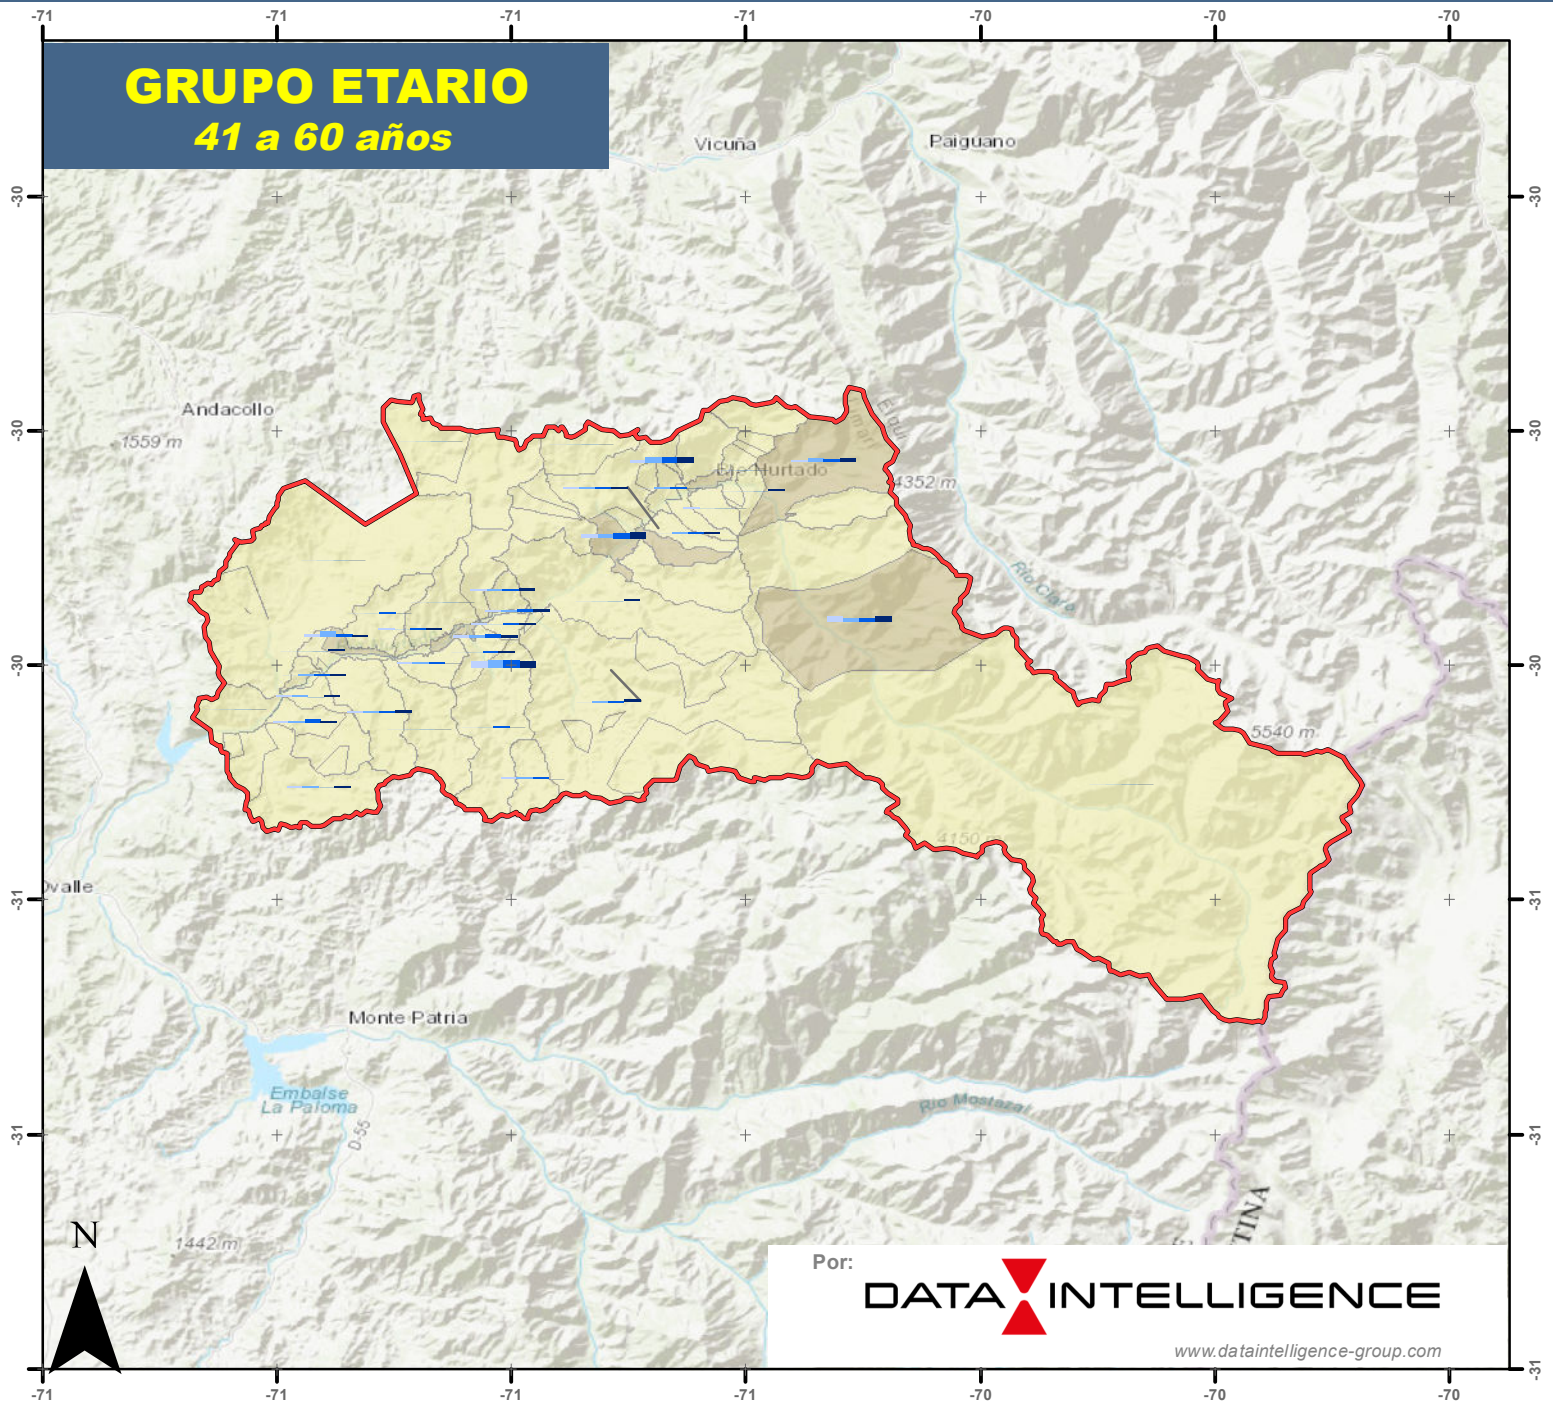 -71 -71 -71 -71 -70 -70 -70
GRUPO ETARIO
41 a 60 años
Vicuña
Paiguano
-30 -30
Andacollo
1559 m
Elqui
-30 -30
Río Hurtado
4352 m
Río Claro
-30 -30
5540 m
4150 m
Ovalle
-31 -31
Monte Patria
Embalse
La Paloma
Río Mostazal
D-55
-31 -31
N
1442 m
TINA
Por:
DATA INTELLIGENCE
www.dataintelligence-group.com
-31
-71 -71 -71 -71 -70 -70 -70